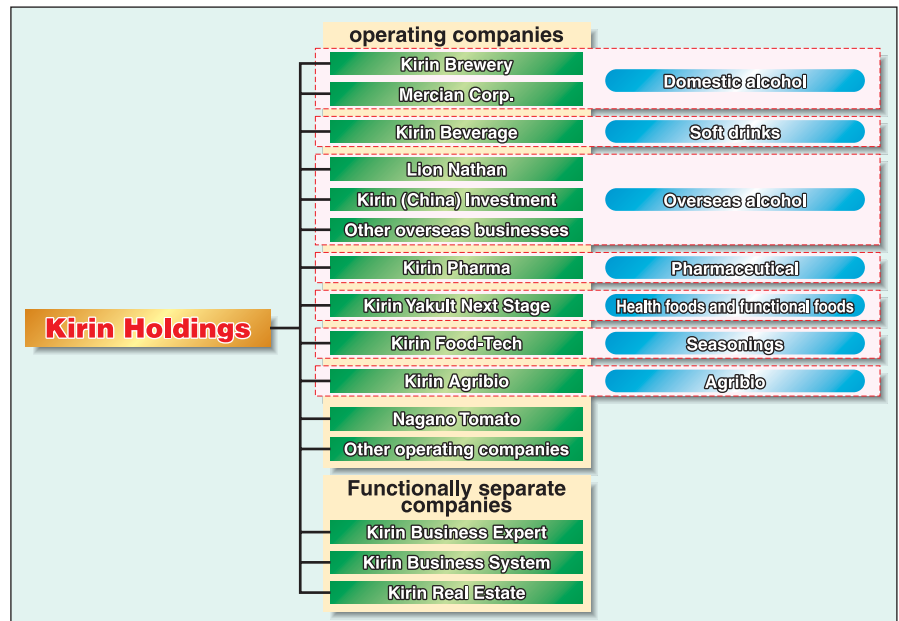 operating companies
Kirin Brewery
Mercian Corp.
Domestic alcohol
Kirin Beverage
Soft drinks
Lion Nathan
Kirin (China) Investment
Other overseas businesses
Overseas alcohol
Kirin Pharma
Pharmaceutical
Kirin Yakult Next Stage
Health foods and functional foods
Kirin Holdings
Kirin Food-Tech
Seasonings
Kirin Agribio
Agribio
Nagano Tomato
Other operating companies
Functionally separate
companies
Kirin Business Expert
Kirin Business System
Kirin Real Estate